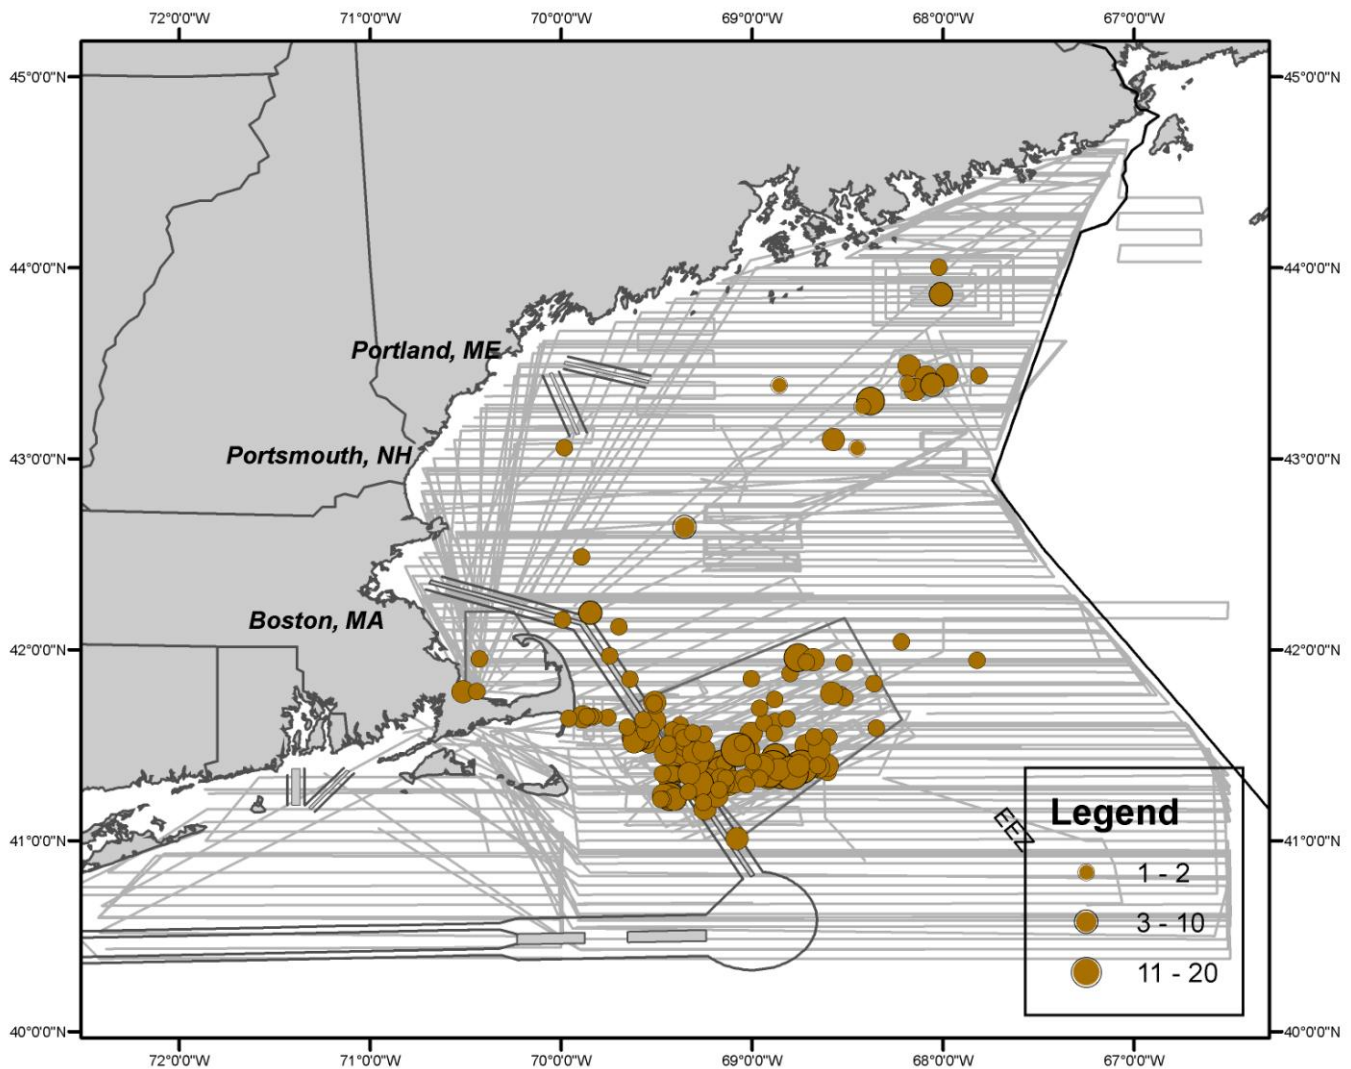 72°0'0"W 71°0'0"W 70°0'0"W 69°0'0"W 68°0'0"W 67°0'0"W
45°0'0"N 45°0'0"N
44°0'0"N 44°0'0"N
Portland, ME
Portsmouth, NH
43°0'0"N 43°0'0"N
Boston, MA
42°0'0"N 42°0'0"N
EEZ
41°0'0"N 41°0'0"N
Legend
1 - 2
3 - 10
11 - 20
40°0'0"N 40°0'0"N
72°0'0"W 71°0'0"W 70°0'0"W 69°0'0"W 68°0'0"W 67°0'0"W